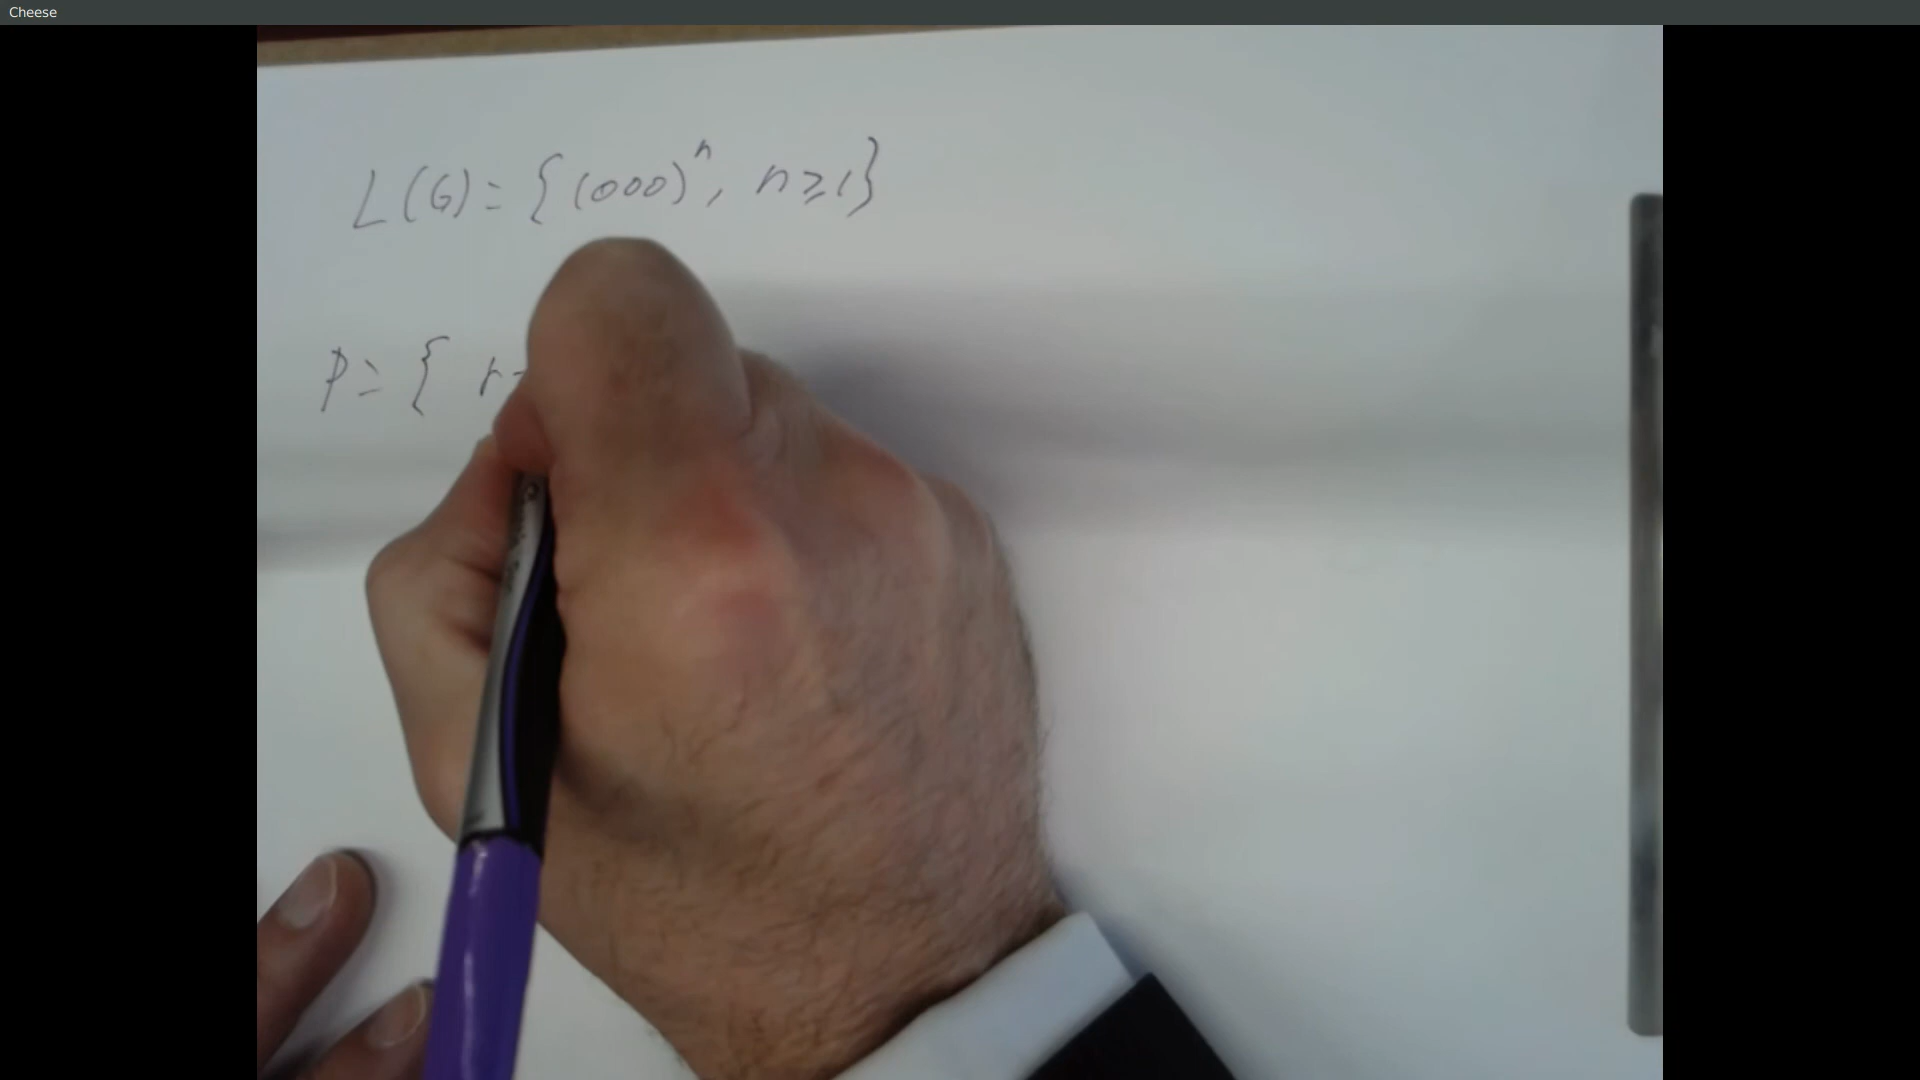 Cheese
L(G) = {(000)ⁿ, n ≥ 1}
P = { r -